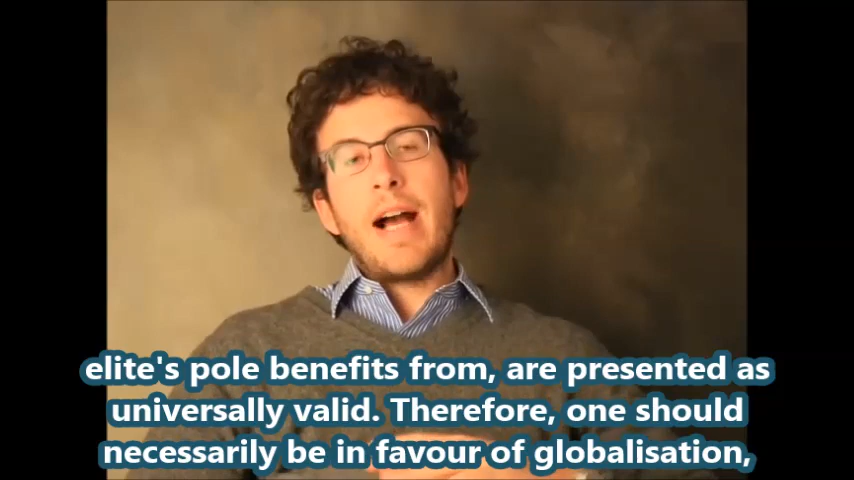 elite's pole benefits from, are presented as
universally valid. Therefore, one should
necessarily be in favour of globalisation,